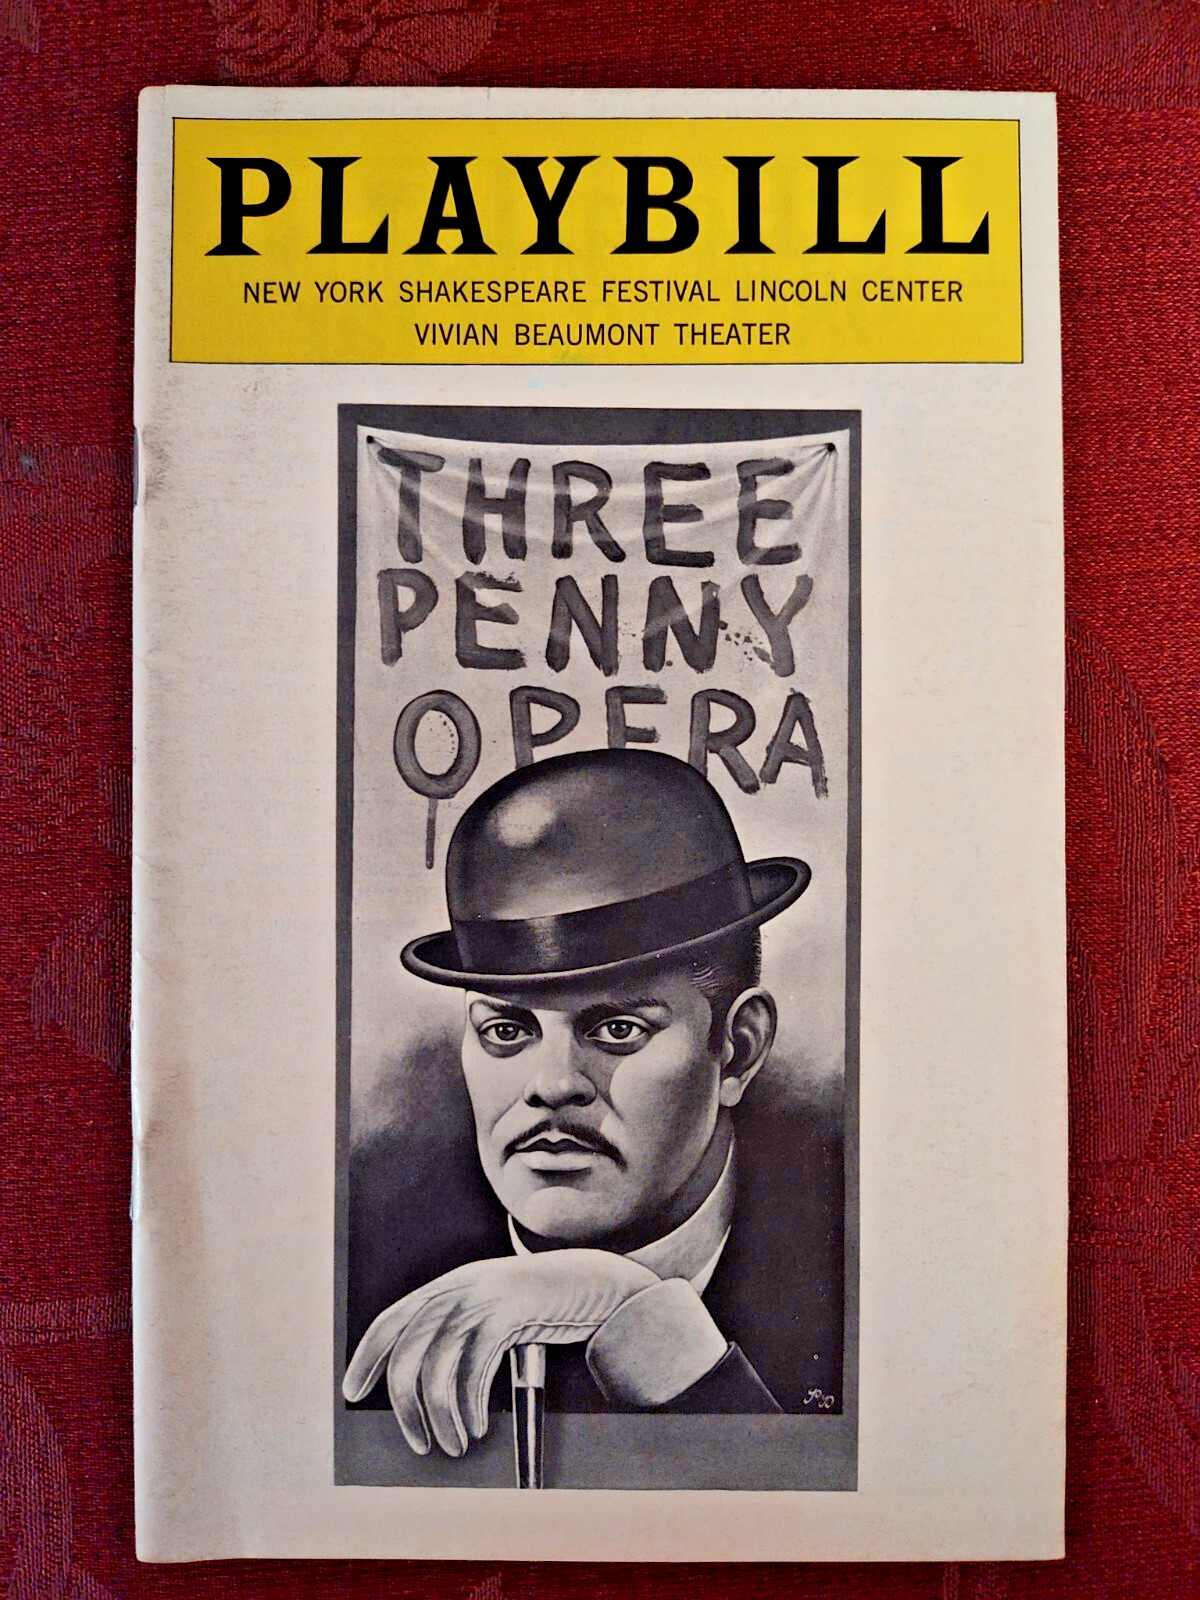 PLAYBILL
NEW YORK SHAKESPEARE FESTIVAL LINCOLN CENTER
VIVIAN BEAUMONT THEATER
THREE
PENNY
OPERA